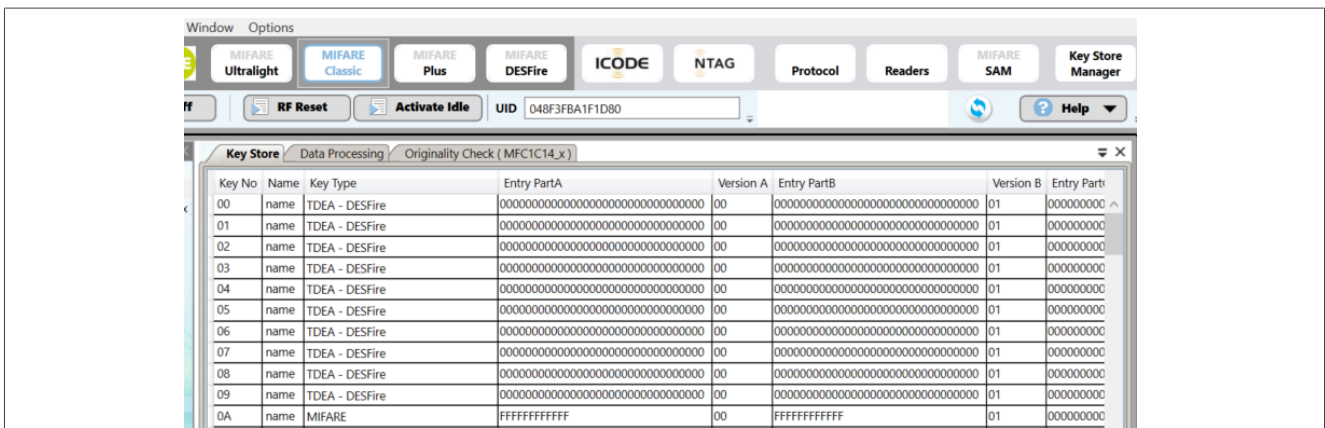 Window Options
MIFARE Ultralight MIFARE Classic MIFARE Plus MIFARE DESFire ICODE NTAG Protocol Readers MIFARE SAM Key Store Manager
RF Reset Activate Idle UID 048F3FBA1F1D80 Help
Key Store Data Processing Originality Check ( MFC1C14_x )
Key No Name Key Type Entry PartA Version A Entry PartB Version B Entry Part
00 name TDEA - DESFire 00000000000000000000000000000000 00 00000000000000000000000000000000 01 000000000
01 name TDEA - DESFire 00000000000000000000000000000000 00 00000000000000000000000000000000 01 000000000
02 name TDEA - DESFire 00000000000000000000000000000000 00 00000000000000000000000000000000 01 000000000
03 name TDEA - DESFire 00000000000000000000000000000000 00 00000000000000000000000000000000 01 000000000
04 name TDEA - DESFire 00000000000000000000000000000000 00 00000000000000000000000000000000 01 000000000
05 name TDEA - DESFire 00000000000000000000000000000000 00 00000000000000000000000000000000 01 000000000
06 name TDEA - DESFire 00000000000000000000000000000000 00 00000000000000000000000000000000 01 000000000
07 name TDEA - DESFire 00000000000000000000000000000000 00 00000000000000000000000000000000 01 000000000
08 name TDEA - DESFire 00000000000000000000000000000000 00 00000000000000000000000000000000 01 000000000
09 name TDEA - DESFire 00000000000000000000000000000000 00 00000000000000000000000000000000 01 000000000
0A name MIFARE FFFFFFFFFFFF 00 FFFFFFFFFFFF 01 000000000